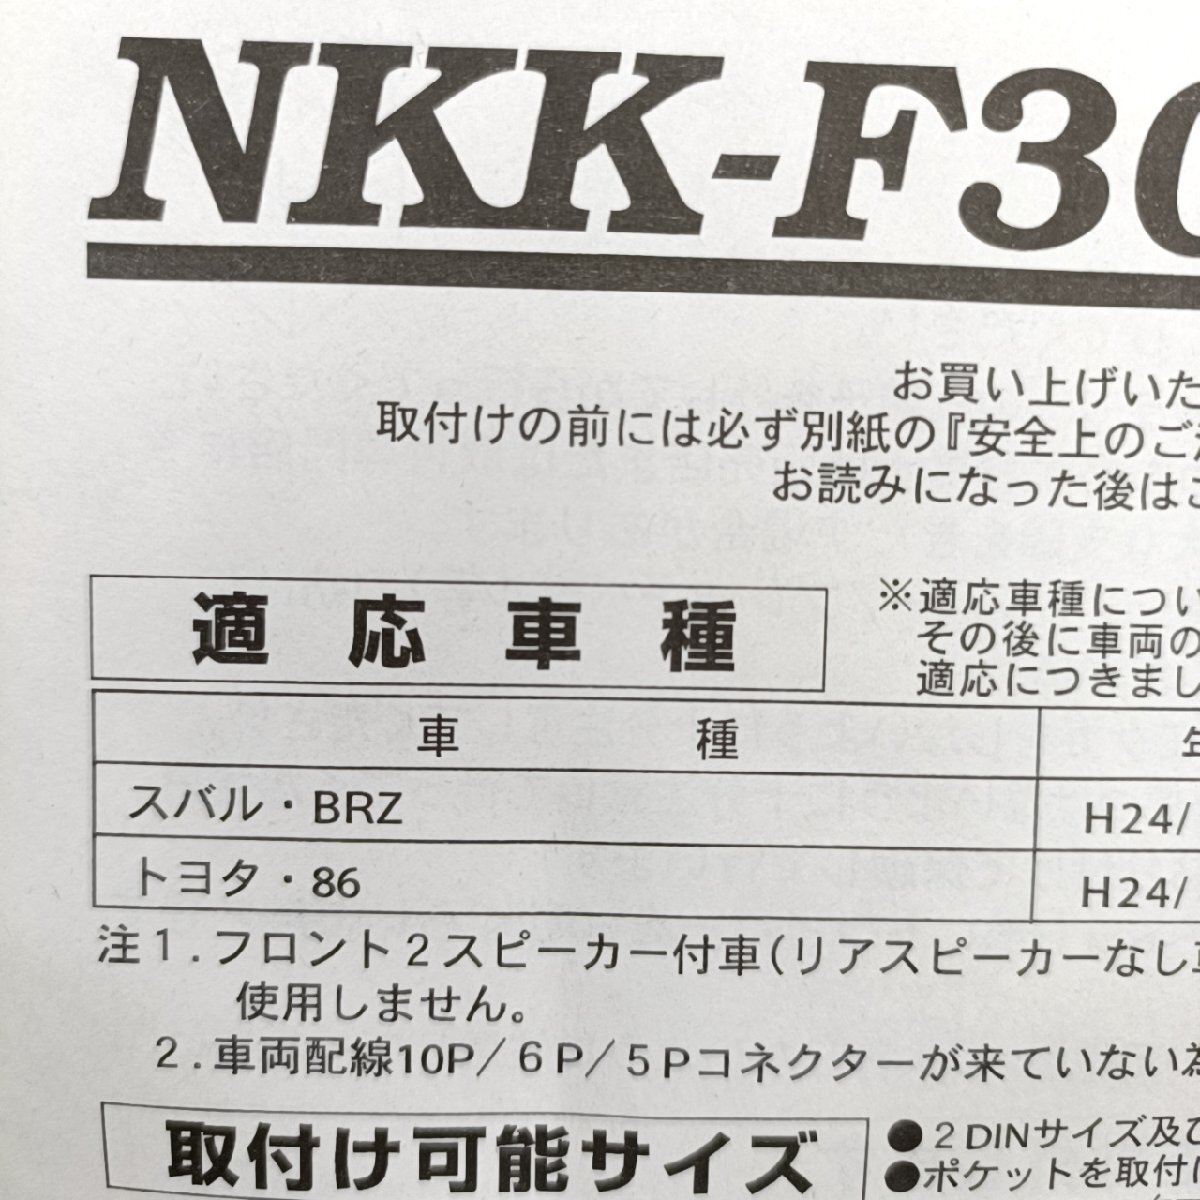 NKK-F30
お買い上げいた
取付けの前には必ず別紙の『安全上のご注
お読みになった後はご
適応車種
※適応車種につい
その後に車両の
適応につきまし
車種 年
スバル・BRZ H24/
トヨタ・86 H24/
注１．フロント２スピーカー付車(リアスピーカーなし車
使用しません。
２．車両配線10P／６P／５Pコネクターが来ていない為
取付け可能サイズ
●２DINサイズ及び
●ポケットを取付け